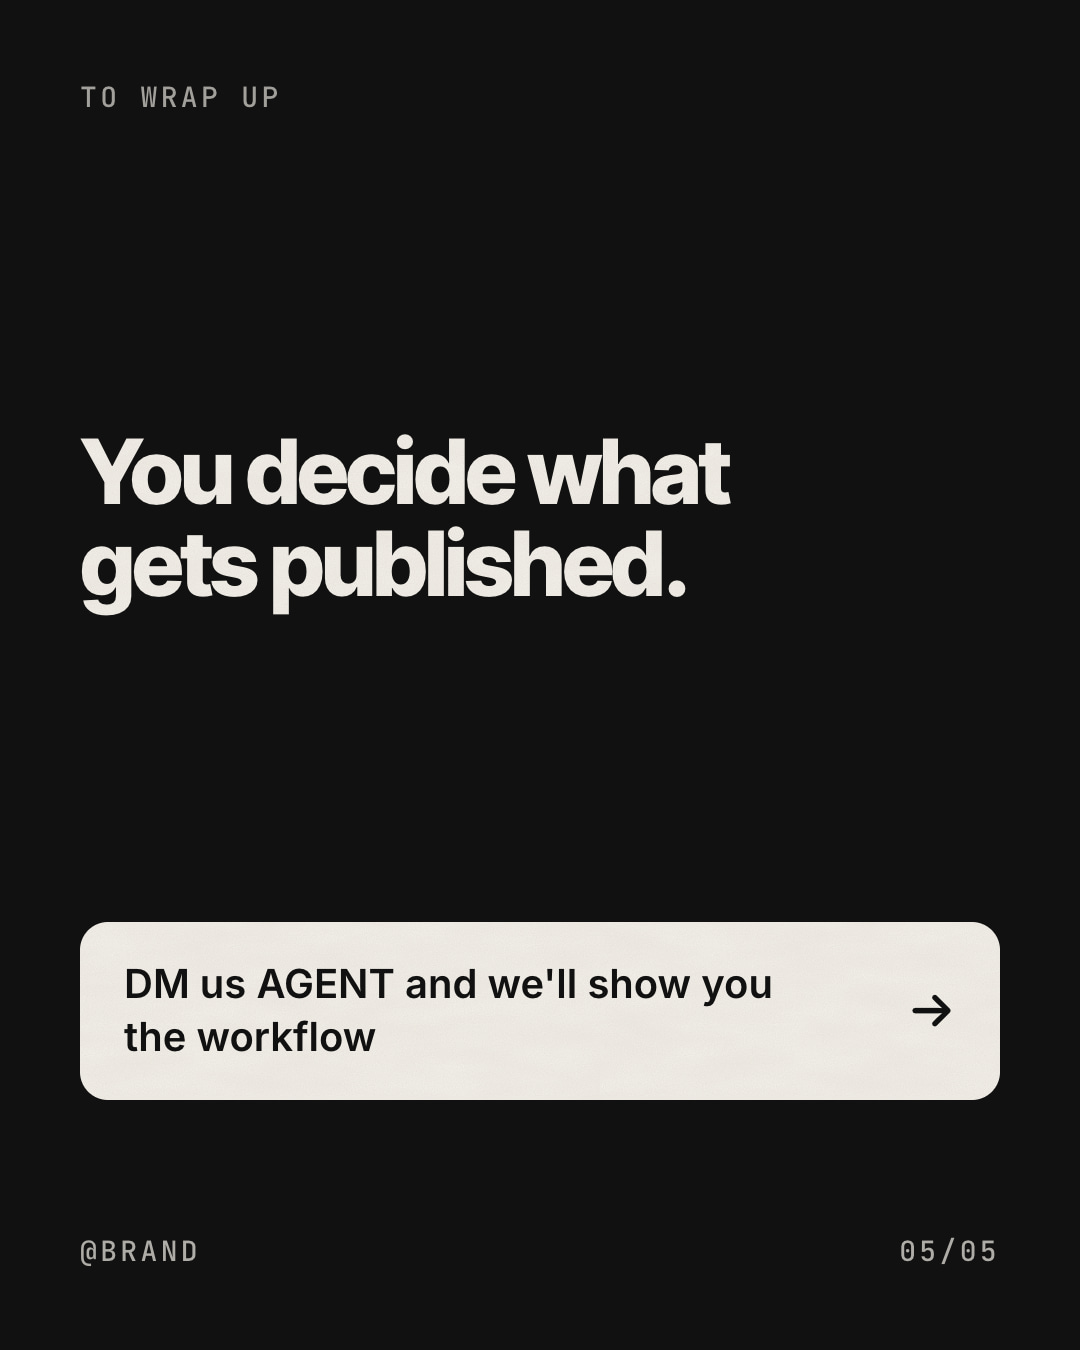 TO WRAP UP
You decide what
gets published.
DM us AGENT and we'll show you
the workflow
@BRAND
05/05